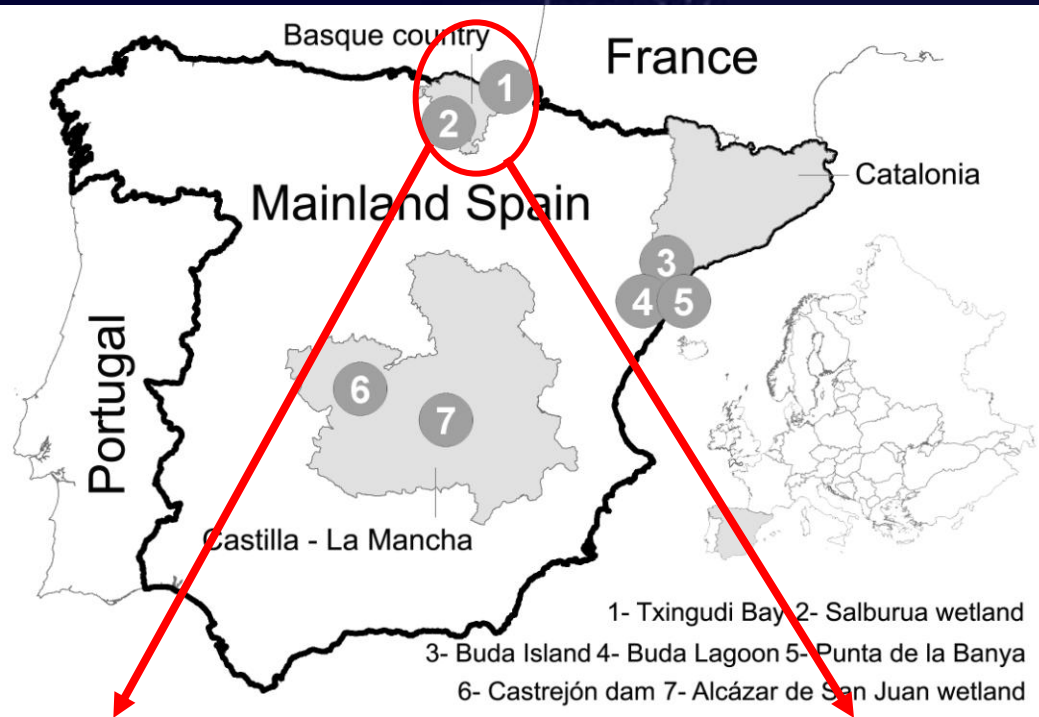 Basque country
France
1
2
Catalonia
Mainland Spain
3
4
5
Portugal
6
7
Castilla - La Mancha
1- Txingudi Bay 2- Salburua wetland
3- Buda Island 4- Buda Lagoon 5- Punta de la Banya
6- Castrejón dam 7- Alcázar de San Juan wetland